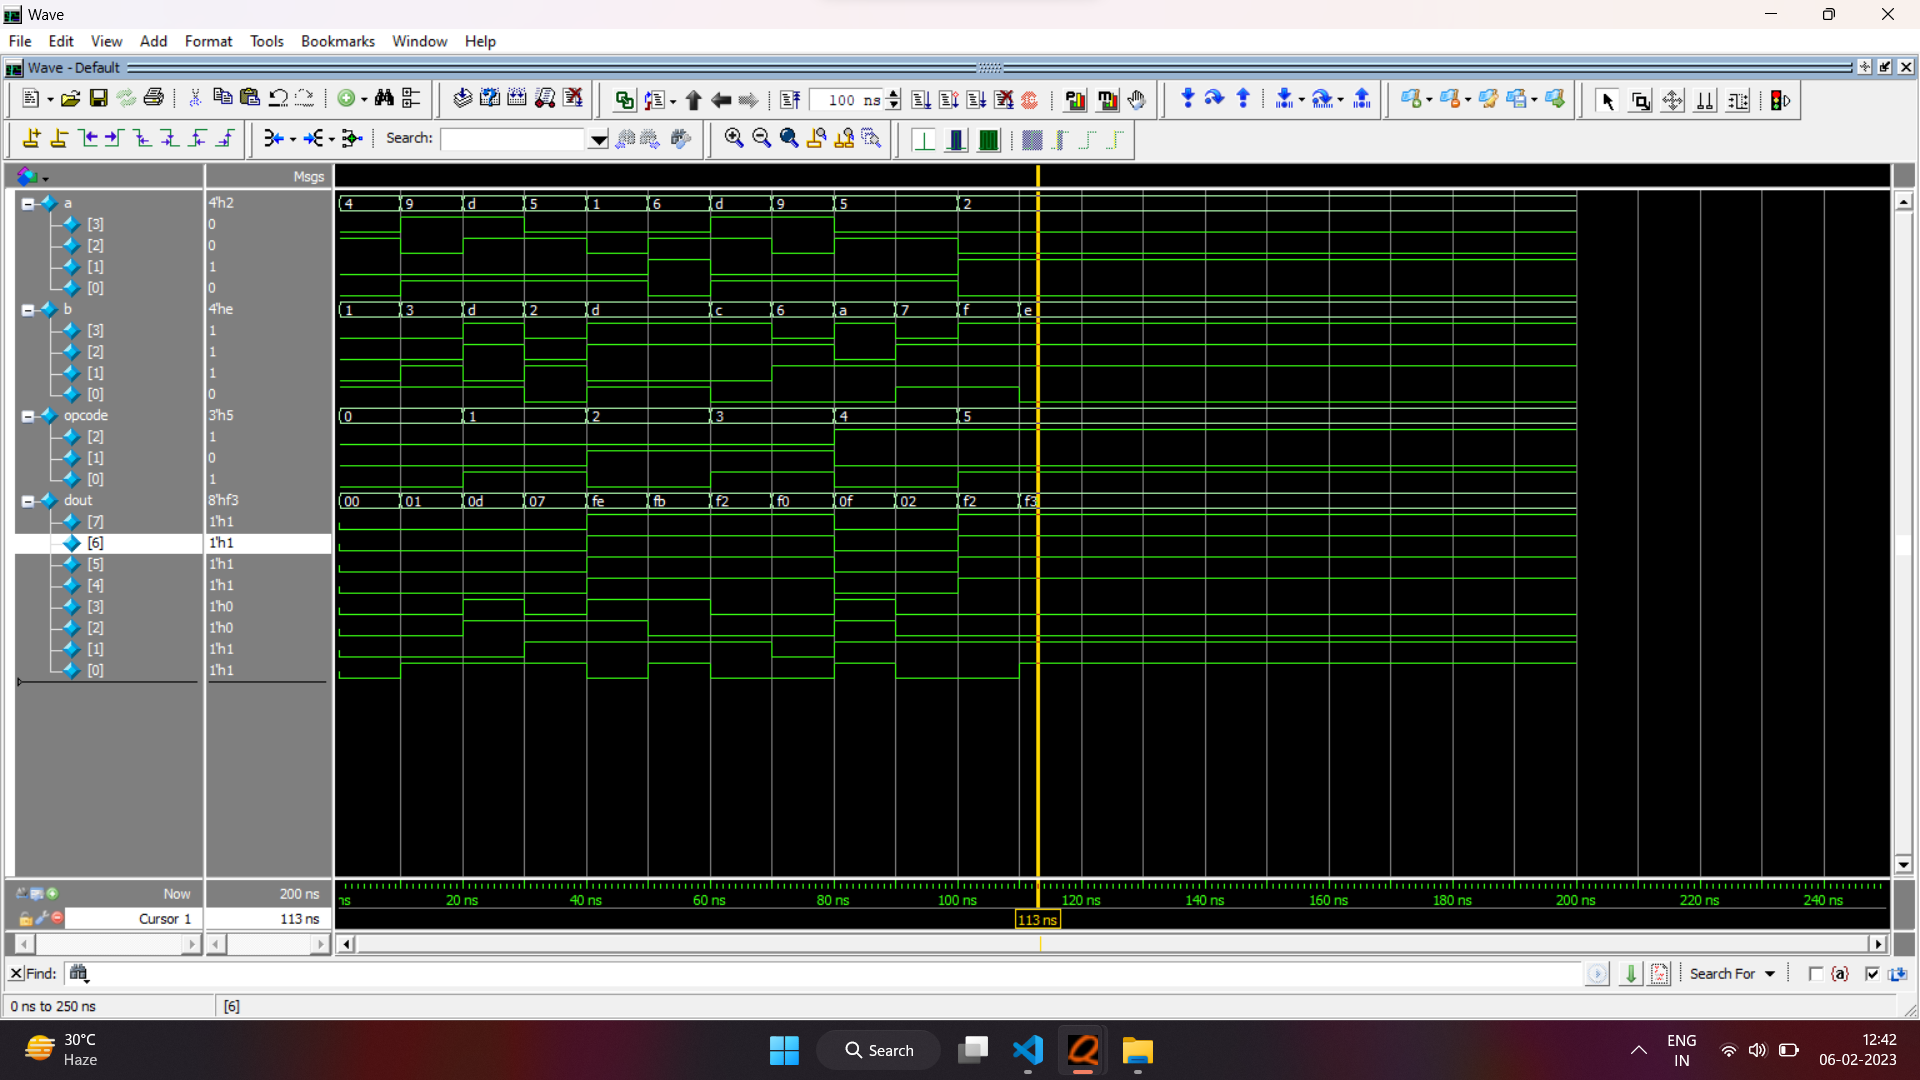 Wave
File Edit View Add Format Tools Bookmarks Window Help
Wave - Default
100 ns
Search:
Msgs
a 4'h2 4 9 d 5 1 6 d 9 5 2
[3] 0
[2] 0
[1] 1
[0] 0
b 4'he 1 3 d 2 d c 6 a 7 f e
[3] 1
[2] 1
[1] 1
[0] 0
opcode 3'h5 0 1 2 3 4 5
[2] 1
[1] 0
[0] 1
dout 8'hf3 00 01 0d 07 fe fb f2 f0 0f 02 f2 f3
[7] 1'h1
[6] 1'h1
[5] 1'h1
[4] 1'h1
[3] 1'h0
[2] 1'h0
[1] 1'h1
[0] 1'h1
Now 200 ns ns 20 ns 40 ns 60 ns 80 ns 100 ns 120 ns 140 ns 160 ns 180 ns 200 ns 220 ns 240 ns
Cursor 1 113 ns 113 ns
Find: Search For {a}
0 ns to 250 ns [6]
30°C
Haze
Search
ENG
IN
12:42
06-02-2023